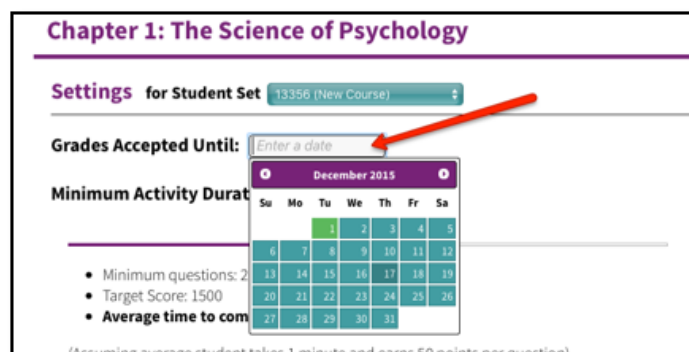 Chapter 1: The Science of Psychology
Settings for Student Set 13356 (New Course)
Grades Accepted Until: Enter a date
December 2015
Minimum Activity Durat
Su Mo Tu We Th Fr Sa
1 2 3 4 5
6 7 8 9 10 11 12
13 14 15 16 17 18 19
20 21 22 23 24 25 26
27 28 29 30 31
Minimum questions: 2
Target Score: 1500
Average time to com
(Assuming average student takes 1 minute and earns 50 points per question)